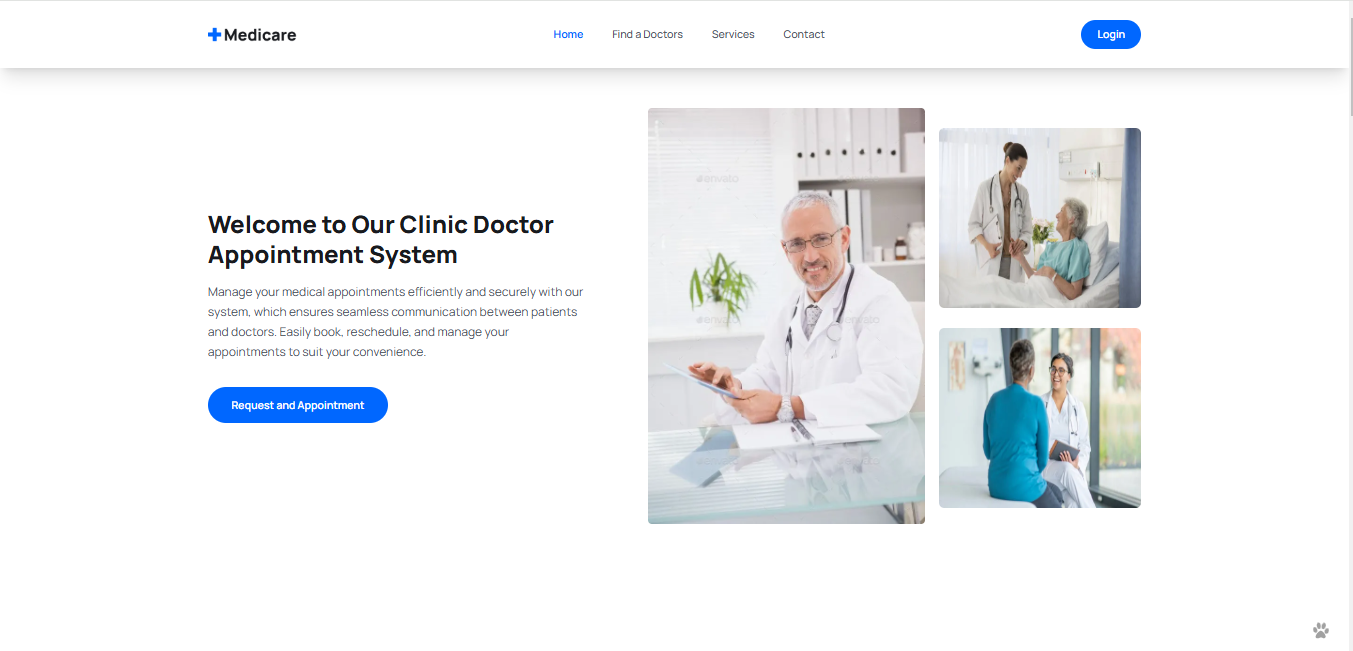 Medicare
Home
Find a Doctors
Services
Contact
Login
Welcome to Our Clinic Doctor
Appointment System
Manage your medical appointments efficiently and securely with our
system, which ensures seamless communication between patients
and doctors. Easily book, reschedule, and manage your
appointments to suit your convenience.
Request and Appointment
envato
envato
envato